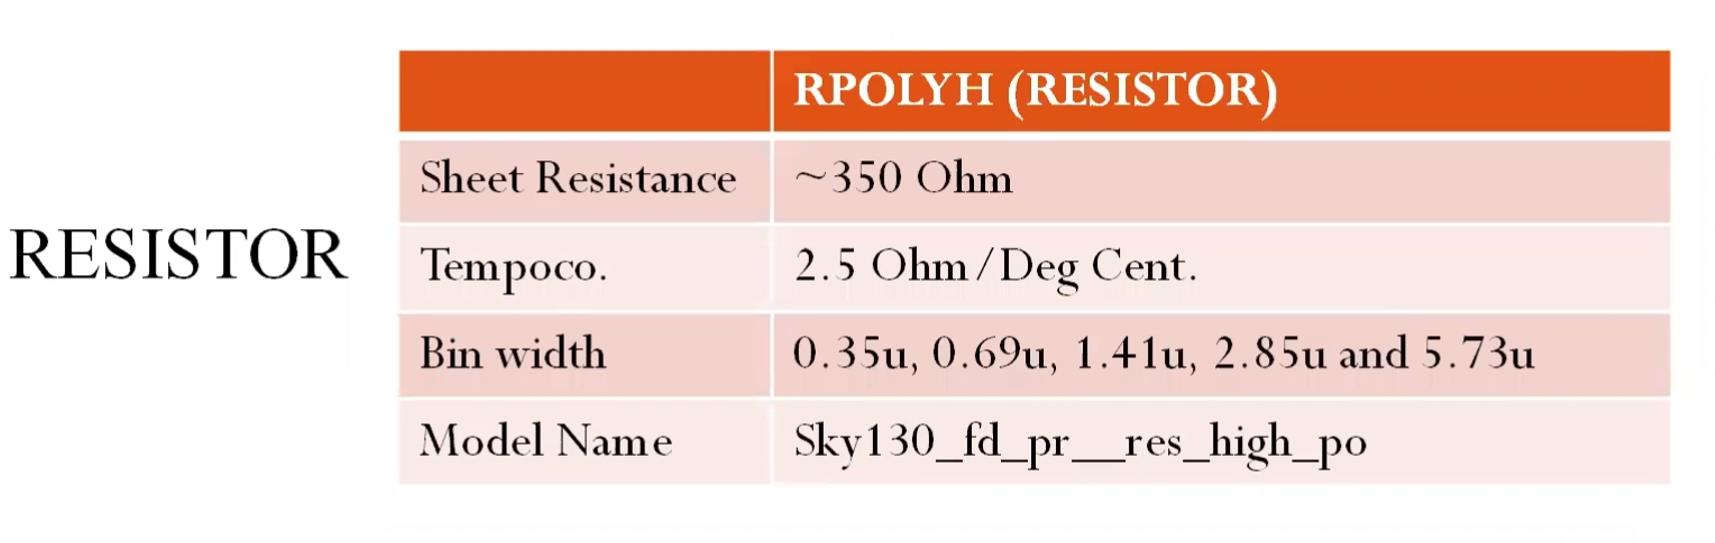 RESISTOR
RPOLYH (RESISTOR)
Sheet Resistance ~350 Ohm
Tempoco. 2.5 Ohm/Deg Cent.
Bin width 0.35u, 0.69u, 1.41u, 2.85u and 5.73u
Model Name Sky130_fd_pr__res_high_po